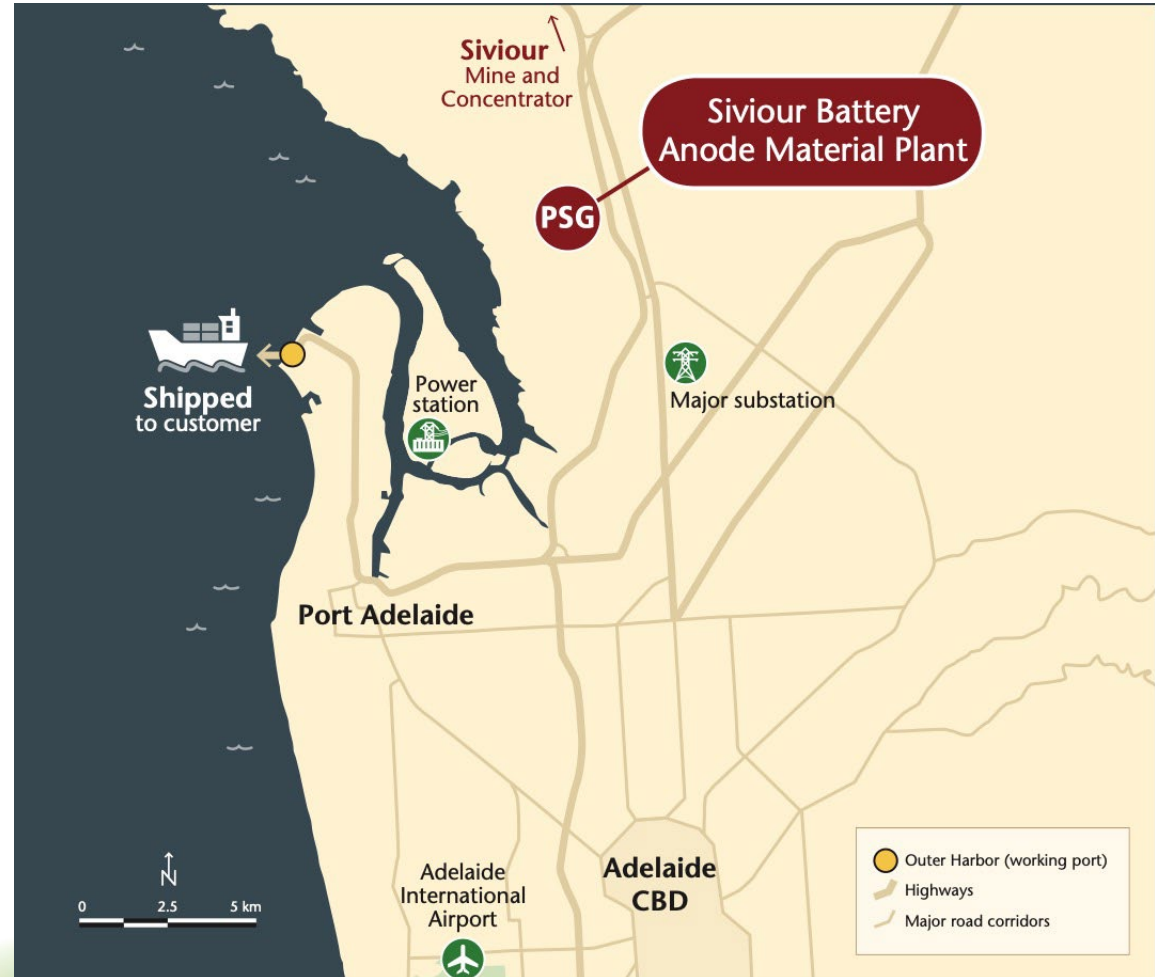 Siviour
Mine and
Concentrator
Siviour Battery
Anode Material Plant
PSG
Shipped
to customer
Power
station
Major substation
Port Adelaide
Adelaide
International
Airport
Adelaide
CBD
N
0 2.5 5 km
Outer Harbor (working port)
Highways
Major road corridors